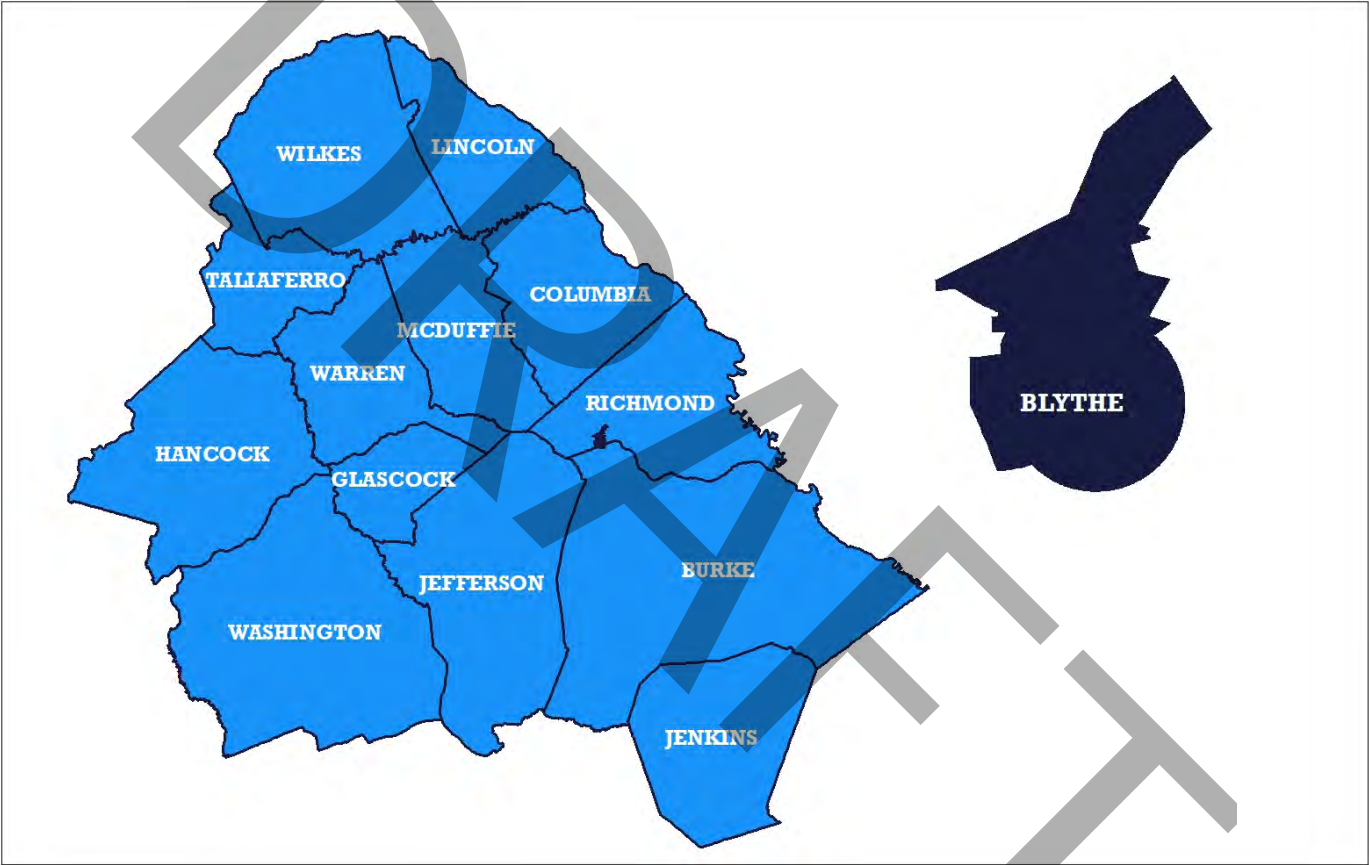 WILKES
LINCOLN
TALIAFERRO
COLUMBIA
MCDUFFIE
WARREN
RICHMOND
BLYTHE
HANCOCK
GLASCOCK
BURKE
JEFFERSON
WASHINGTON
JENKINS
DRAFT